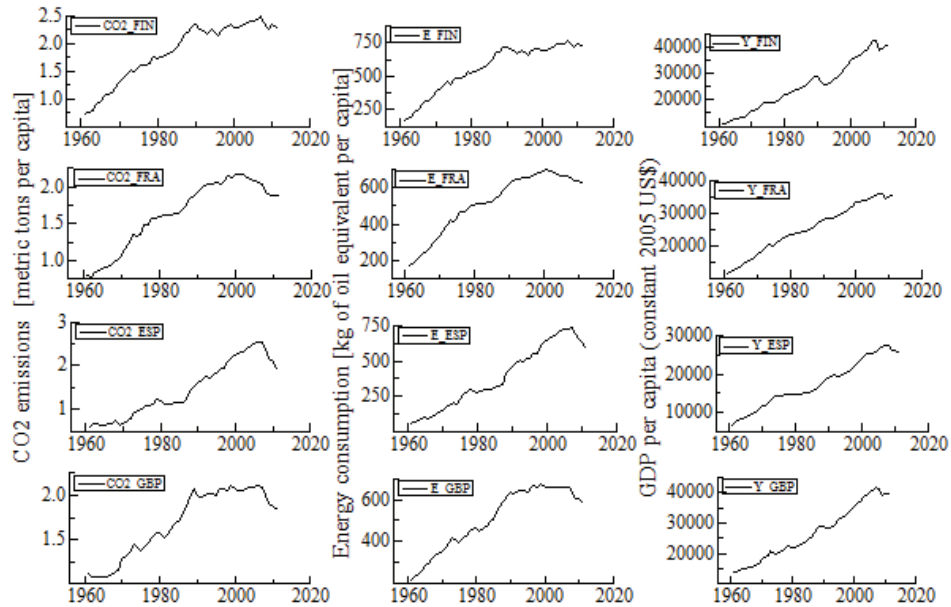 CO2 emissions [metric tons per capita]
Energy consumption [kg of oil equivalent per capita]
GDP per capita (constant 2005 US$)
CO2_FIN
2.5
2.0
1.5
1.0
1960 1980 2000 2020
E_FIN
750
500
250
1960 1980 2000 2020
Y_FIN
40000
30000
20000
1960 1980 2000 2020
CO2_FRA
2.0
1.5
1.0
1960 1980 2000 2020
E_FRA
600
400
200
1960 1980 2000 2020
Y_FRA
40000
30000
20000
1960 1980 2000 2020
CO2_ESP
3
2
1
1960 1980 2000 2020
E_ESP
750
500
250
1960 1980 2000 2020
Y_ESP
30000
20000
10000
1960 1980 2000 2020
CO2_GBP
2.0
1.5
1960 1980 2000 2020
E_GBP
600
400
1960 1980 2000 2020
Y_GBP
40000
30000
20000
1960 1980 2000 2020